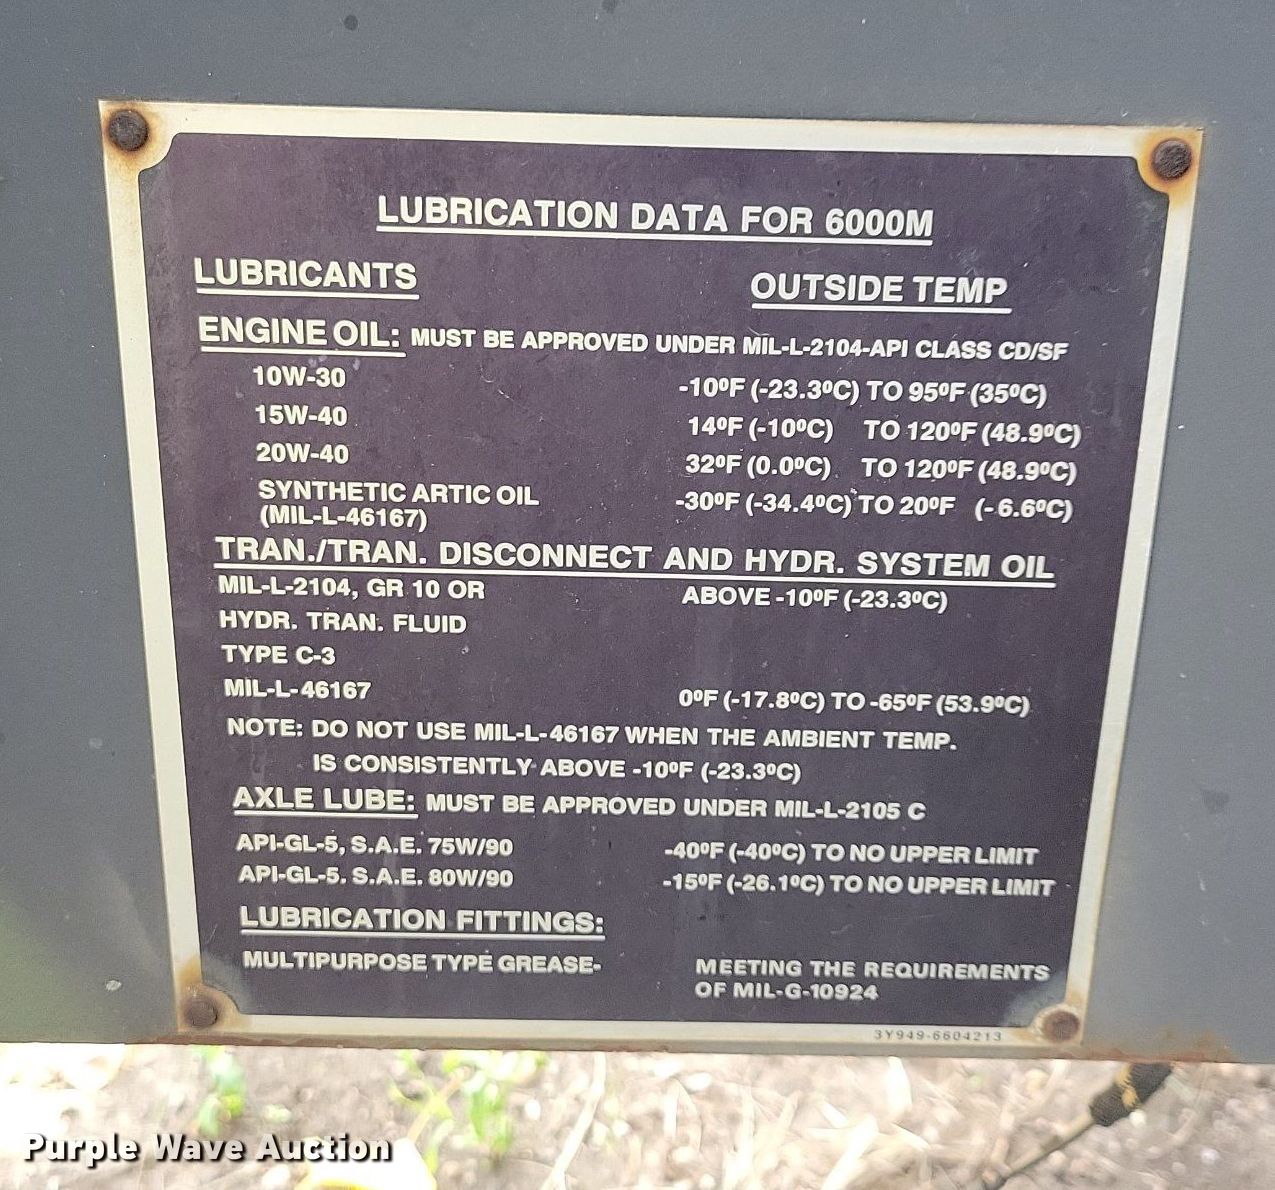 LUBRICATION DATA FOR 6000M
LUBRICANTS OUTSIDE TEMP
ENGINE OIL: MUST BE APPROVED UNDER MIL-L-2104-API CLASS CD/SF
10W-30 -10ºF (-23.3ºC) TO 95ºF (35ºC)
15W-40 14ºF (-10ºC) TO 120ºF (48.9ºC)
20W-40 32ºF (0.0ºC) TO 120ºF (48.9ºC)
SYNTHETIC ARTIC OIL -30ºF (-34.4ºC) TO 20ºF (-6.6ºC)
(MIL-L-46167)
TRAN./TRAN. DISCONNECT AND HYDR. SYSTEM OIL
MIL-L-2104, GR 10 OR ABOVE -10ºF (-23.3ºC)
HYDR. TRAN. FLUID
TYPE C-3
MIL-L-46167 0ºF (-17.8ºC) TO -65ºF (53.9ºC)
NOTE: DO NOT USE MIL-L-46167 WHEN THE AMBIENT TEMP.
IS CONSISTENTLY ABOVE -10ºF (-23.3ºC)
AXLE LUBE: MUST BE APPROVED UNDER MIL-L-2105 C
API-GL-5, S.A.E. 75W/90 -40ºF (-40ºC) TO NO UPPER LIMIT
API-GL-5. S.A.E. 80W/90 -15ºF (-26.1ºC) TO NO UPPER LIMIT
LUBRICATION FITTINGS:
MULTIPURPOSE TYPE GREASE- MEETING THE REQUIREMENTS
OF MIL-G-10924
3Y949-6604213
Purple Wave Auction